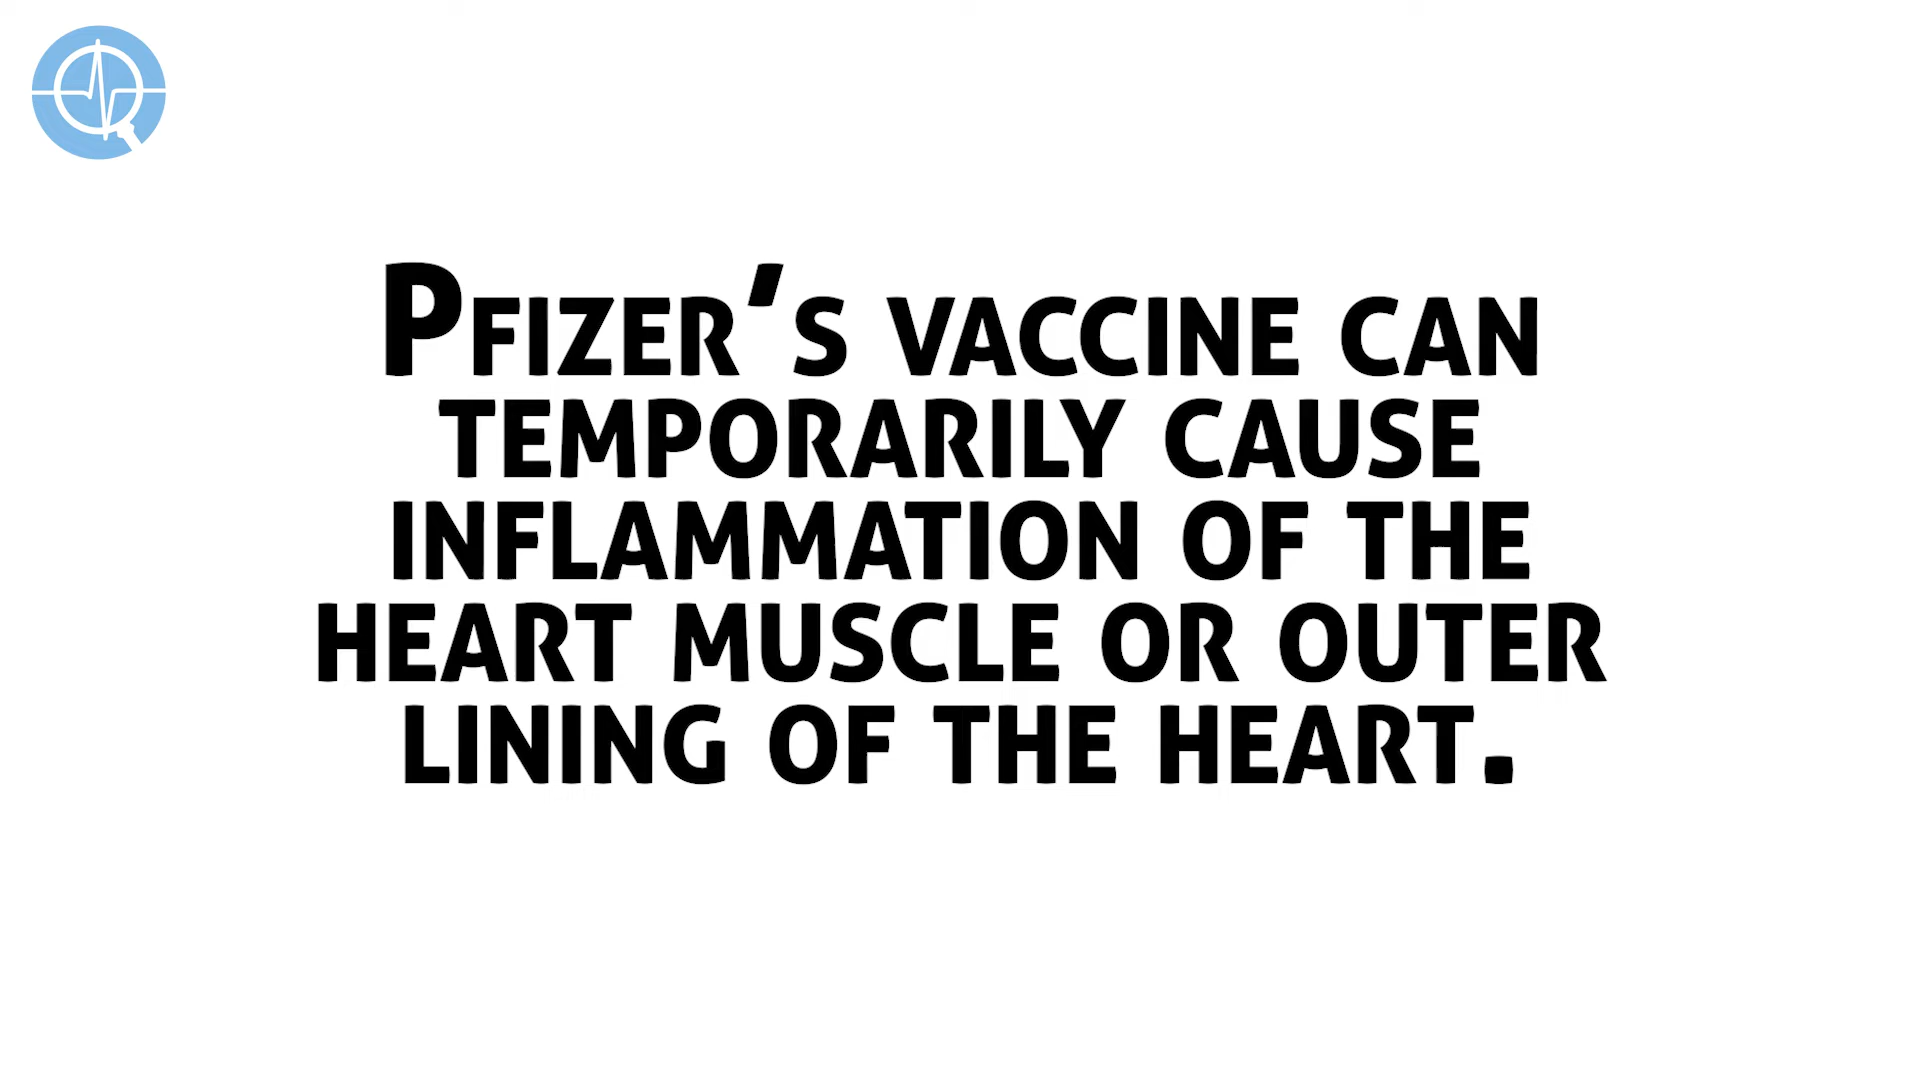 Pfizer's vaccine can
temporarily cause
inflammation of the
heart muscle or outer
lining of the heart.